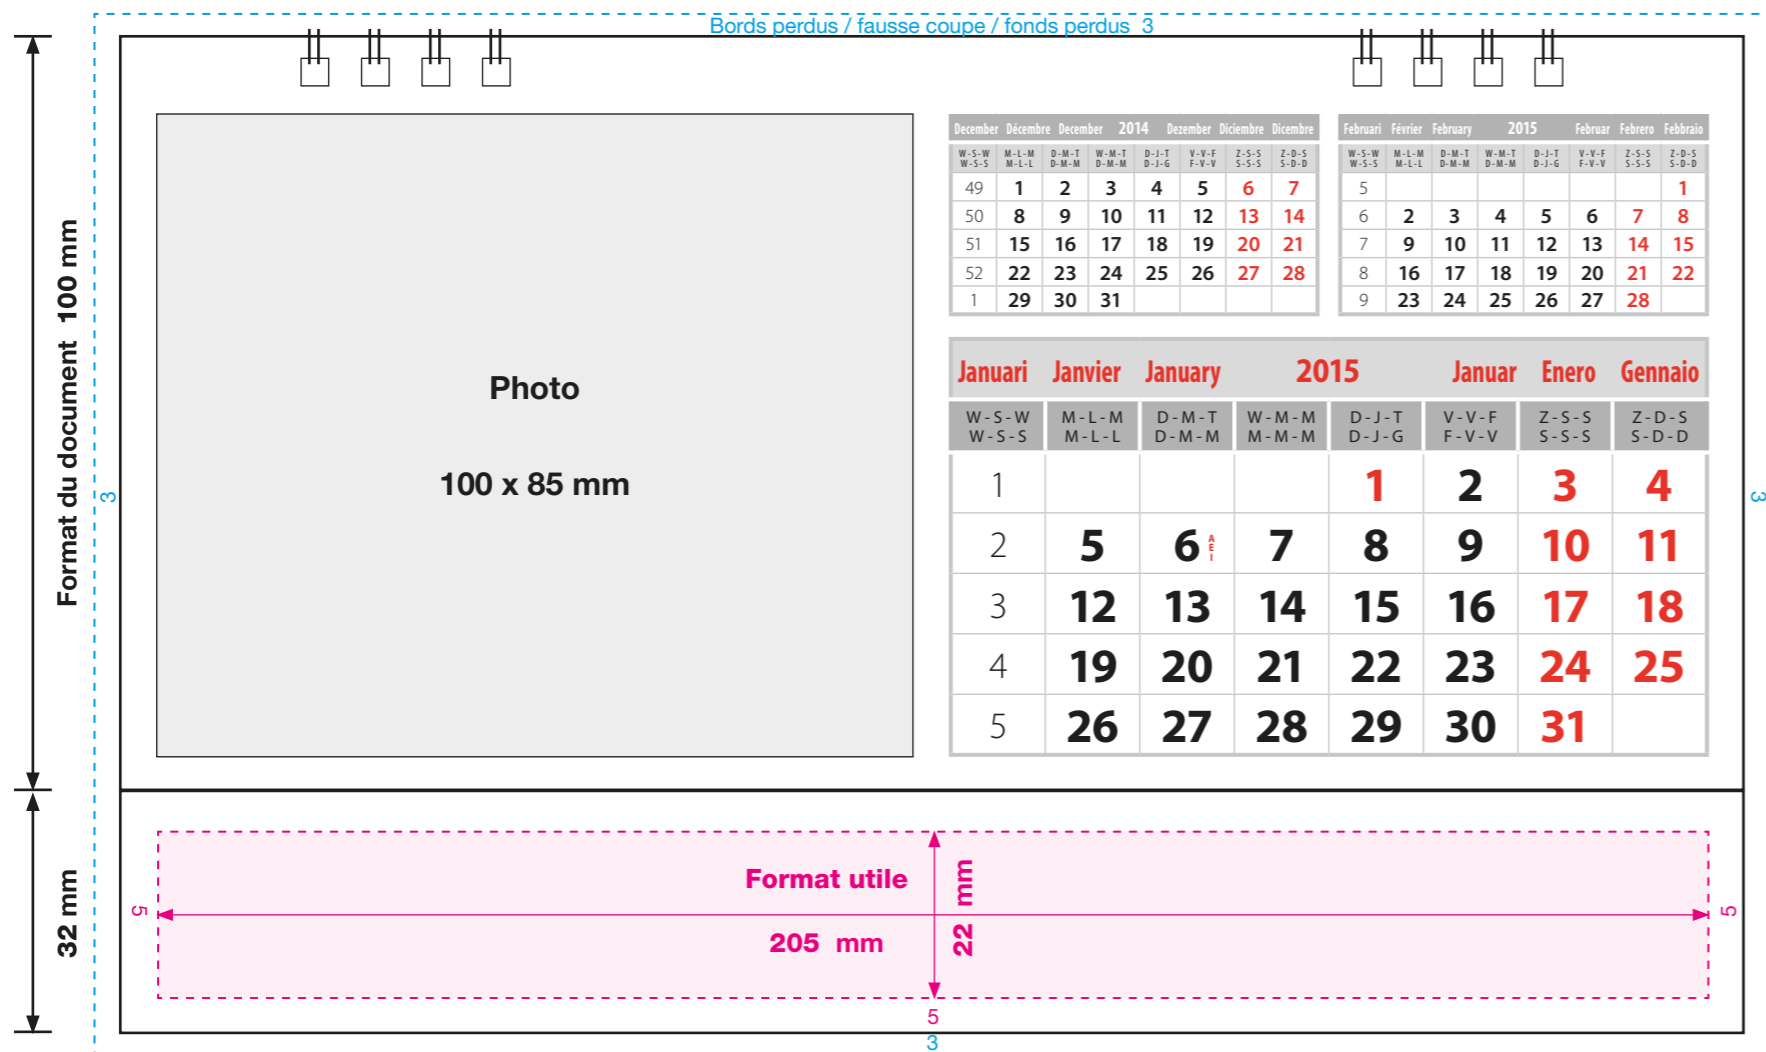 Bords perdus / fausse coupe / fonds perdus 3
Format du document 100 mm
3
Photo
100 x 85 mm
December Décembre December 2014 Dezember Diciembre Dicembre
W-S-W M-L-M D-M-T W-M-T D-J-T V-V-F Z-S-S Z-D-S
W-S-S M-L-L D-M-M D-M-M D-J-G F-V-V S-S-S S-D-D
49 1 2 3 4 5 6 7
50 8 9 10 11 12 13 14
51 15 16 17 18 19 20 21
52 22 23 24 25 26 27 28
1 29 30 31
Februari Février February 2015 Februar Febrero Febbraio
W-S-W M-L-M D-M-T W-M-T D-J-T V-V-F Z-S-S Z-D-S
W-S-S M-L-L D-M-M D-M-M D-J-G F-V-V S-S-S S-D-D
5 1
6 2 3 4 5 6 7 8
7 9 10 11 12 13 14 15
8 16 17 18 19 20 21 22
9 23 24 25 26 27 28
Januari Janvier January 2015 Januar Enero Gennaio
W-S-W M-L-M D-M-T W-M-M D-J-T V-V-F Z-S-S Z-D-S
W-S-S M-L-L D-M-M M-M-M D-J-G F-V-V S-S-S S-D-D
1 1 2 3 4
2 5 6 A E I 7 8 9 10 11
3 12 13 14 15 16 17 18
4 19 20 21 22 23 24 25
5 26 27 28 29 30 31
3
32 mm
5
Format utile
205 mm
22 mm
5
5
3